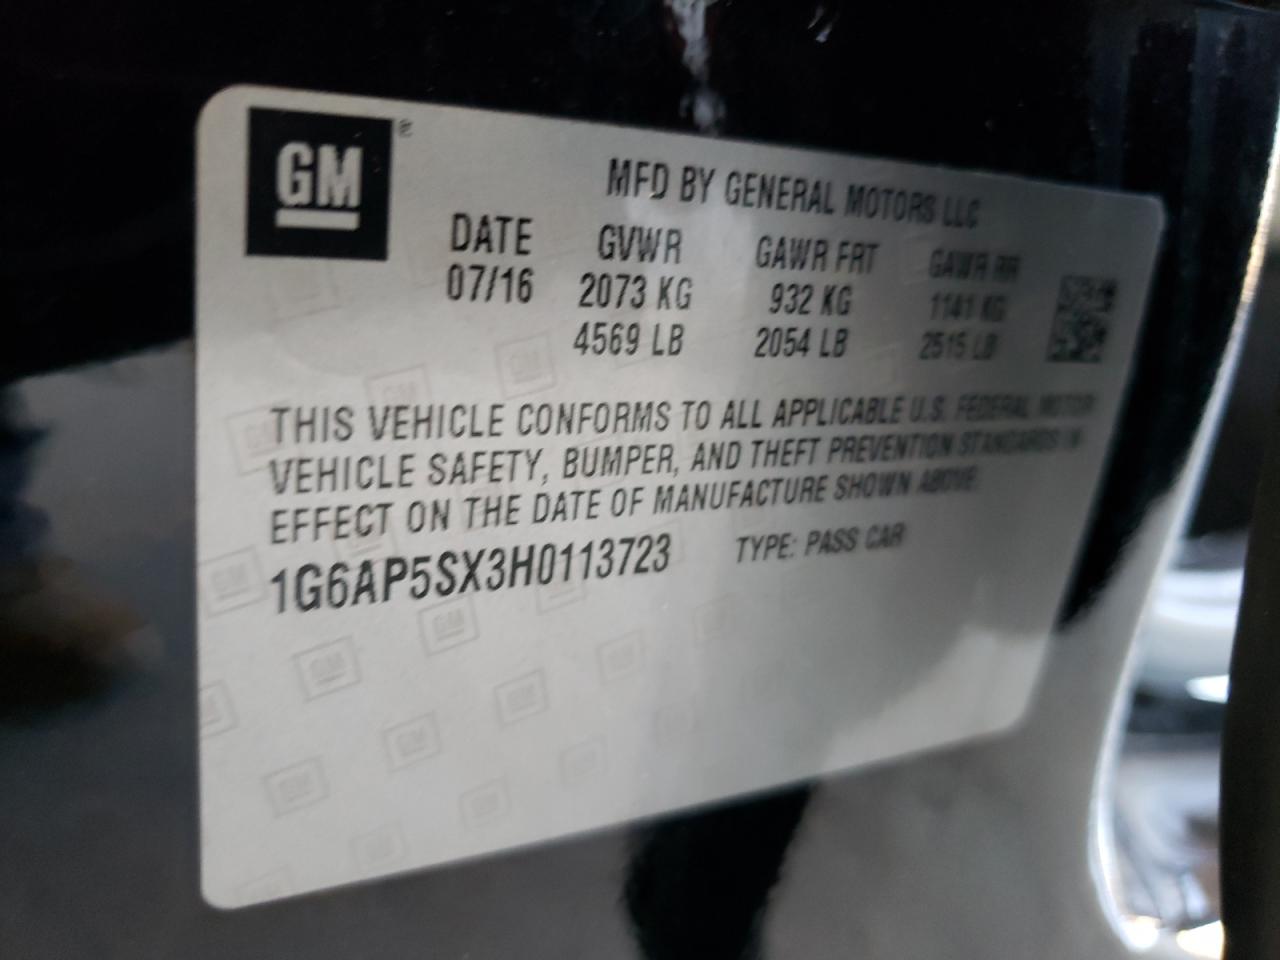 GM ®
MFD BY GENERAL MOTORS LLC
DATE GVWR GAWR FRT GAWR RR
07/16 2073 KG 932 KG 1141 KG
4569 LB 2054 LB 2515 LB
THIS VEHICLE CONFORMS TO ALL APPLICABLE U.S. FEDERAL MOTOR
VEHICLE SAFETY, BUMPER, AND THEFT PREVENTION STANDARDS IN
EFFECT ON THE DATE OF MANUFACTURE SHOWN ABOVE.
1G6AP5SX3H0113723 TYPE: PASS CAR